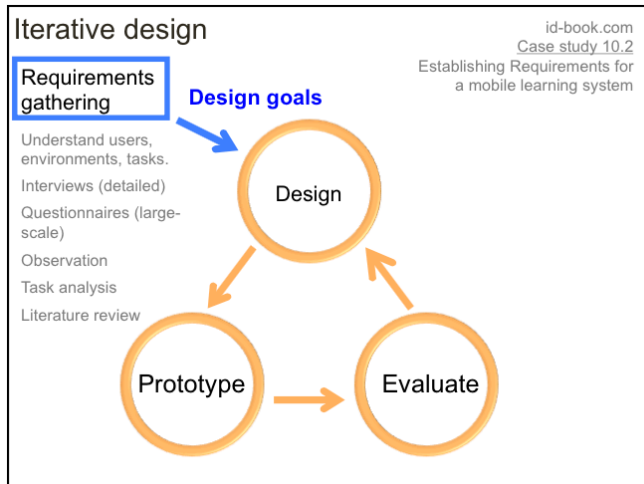 Iterative design
id-book.com
Case study 10.2
Establishing Requirements for
a mobile learning system
Requirements
gathering
Design goals
Understand users,
environments, tasks.
Interviews (detailed)
Questionnaires (large-
scale)
Observation
Task analysis
Literature review
Design
Prototype
Evaluate